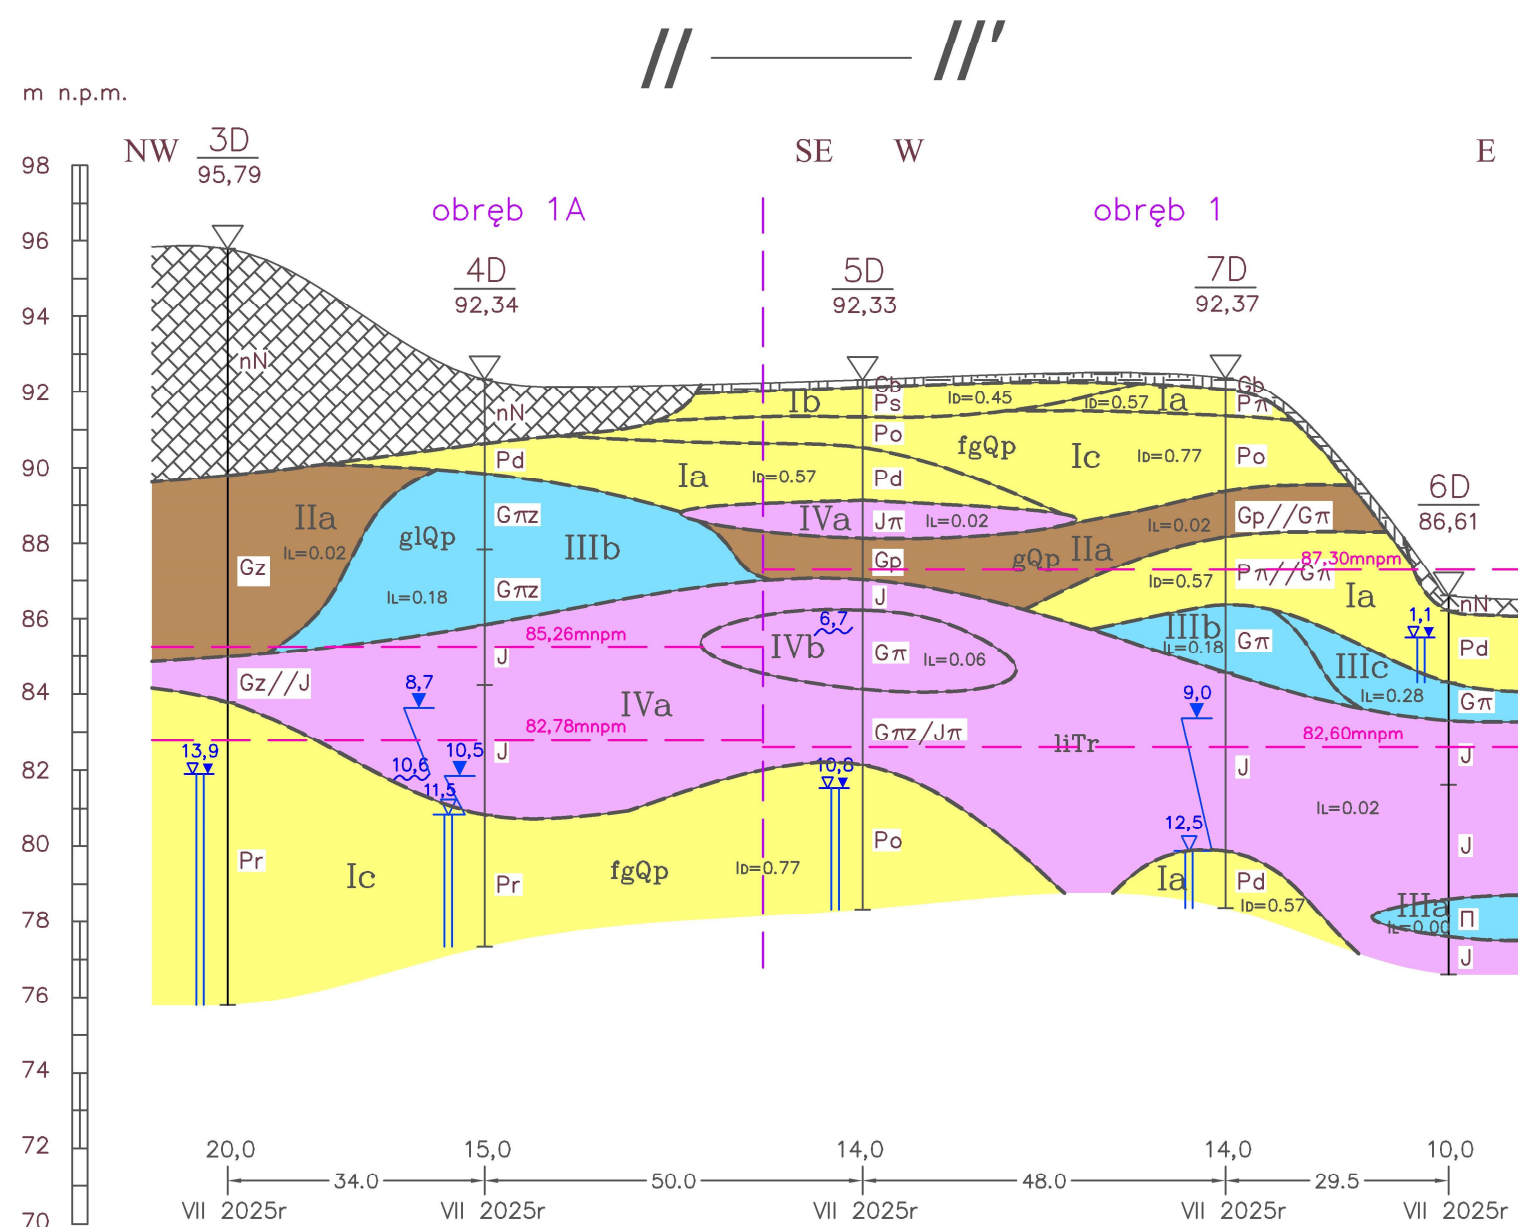 // —— //'
m n.p.m.
NW
3D
95,79
SE
W
E
98
96
94
92
90
88
86
84
82
80
78
76
74
72
70
obręb 1A
obręb 1
4D
92,34
5D
92,33
7D
92,37
6D
86,61
nN
nN
Gb
Gb
Ib
Ps
ID=0.45
ID=0.57
Ia
Pπ
Po
fgQp
Ic
ID=0.77
Po
Pd
Ia
ID=0.57
Pd
IVa
Jπ
IL=0.02
IIa
IL=0.02
Gz
glQp
Gπz
IIIb
IL=0.18
Gπz
Gp
gQp
IIa
IL=0.02
Gp//Gπ
87,30mnpm
ID=0.57
Pπ//Gπ
Ia
nN
J
6,7
IVb
Gπ
IL=0.06
IIIb
IL=0.18
Gπ
IIIc
IL=0.28
1,1
Pd
Gπ
85,26mnpm
J
Gz//J
8,7
IVa
82,78mnpm
Gπz/Jπ
liTr
9,0
82,60mnpm
13,9
10,6
10,5
11,5
J
10,8
J
J
IL=0.02
12,5
J
Pr
Ic
Pr
fgQp
ID=0.77
Po
Ia
Pd
ID=0.57
IIIa
IL=0.00
Π
J
20,0
15,0
14,0
14,0
10,0
34.0
50.0
48.0
29.5
VII 2025r
VII 2025r
VII 2025r
VII 2025r
VII 2025r